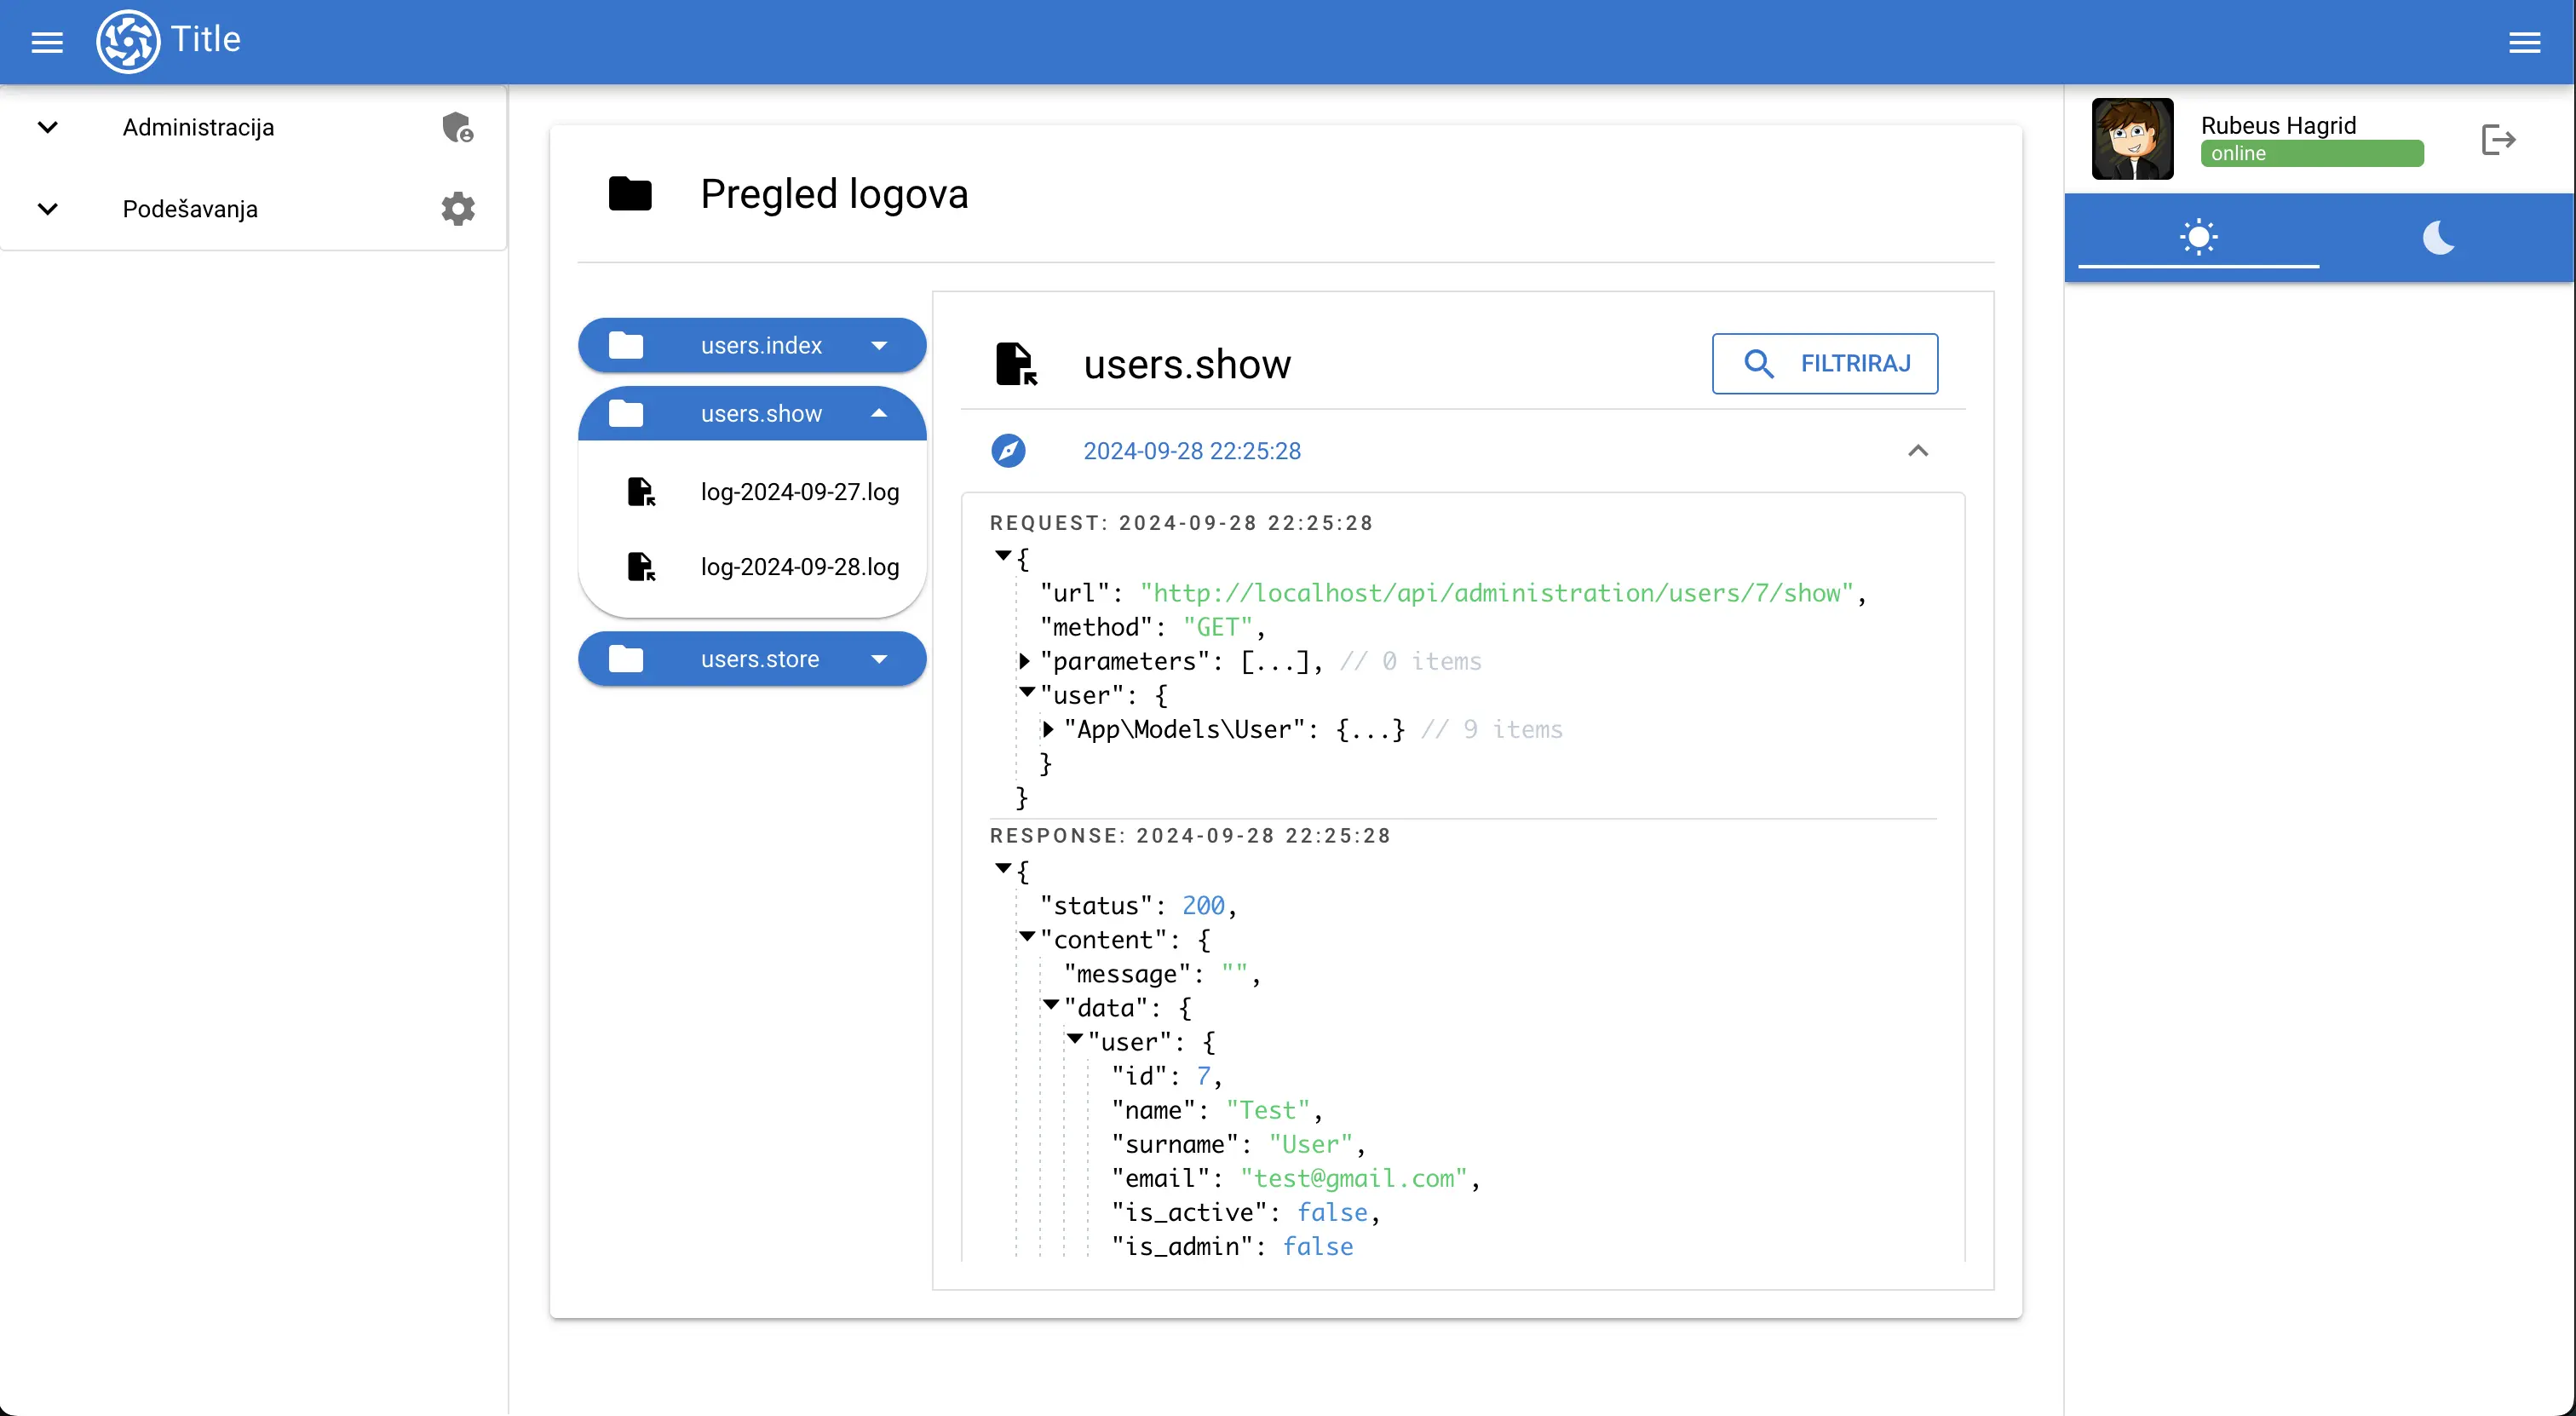 Title
Administracija
Podešavanja
Pregled logova
users.index
users.show
log-2024-09-27.log
log-2024-09-28.log
users.store
users.show
FILTRIRAJ
2024-09-28 22:25:28
REQUEST: 2024-09-28 22:25:28
{
"url": "http://localhost/api/administration/users/7/show",
"method": "GET",
"parameters": [...], // 0 items
"user": {
"App\Models\User": {...} // 9 items
}
}
RESPONSE: 2024-09-28 22:25:28
{
"status": 200,
"content": {
"message": "",
"data": {
"user": {
"id": 7,
"name": "Test",
"surname": "User",
"email": "test@gmail.com",
"is_active": false,
"is_admin": false
Rubeus Hagrid
online